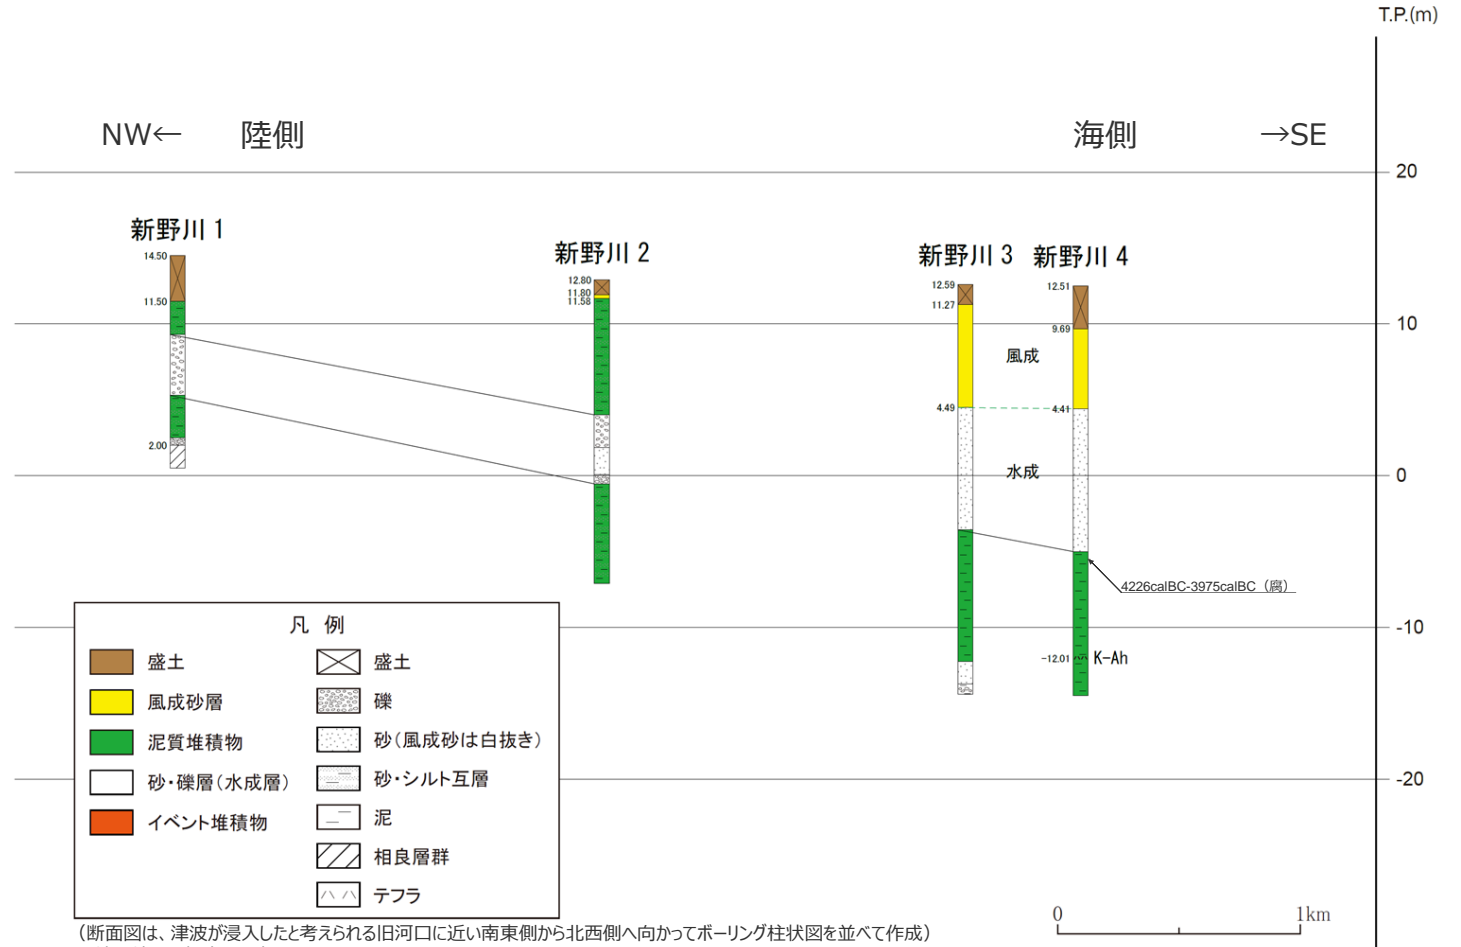 T.P.(m)
NW← 陸側 海側 →SE
20
新野川 1
新野川 2
新野川 3 新野川 4
14.50
11.50
2.00
12.80
11.80
11.58
12.59
11.27
4.49
12.51
9.69
4.41
10
風成
0
水成
4226calBC-3975calBC（腐）
-10
-12.01 K-Ah
-20
凡 例
盛土
風成砂層
泥質堆積物
砂・礫層(水成層)
イベント堆積物
盛土
礫
砂(風成砂は白抜き)
砂・シルト互層
泥
相良層群
テフラ
0 1km
(断面図は、津波が浸入したと考えられる旧河口に近い南東側から北西側へ向かってボーリング柱状図を並べて作成)